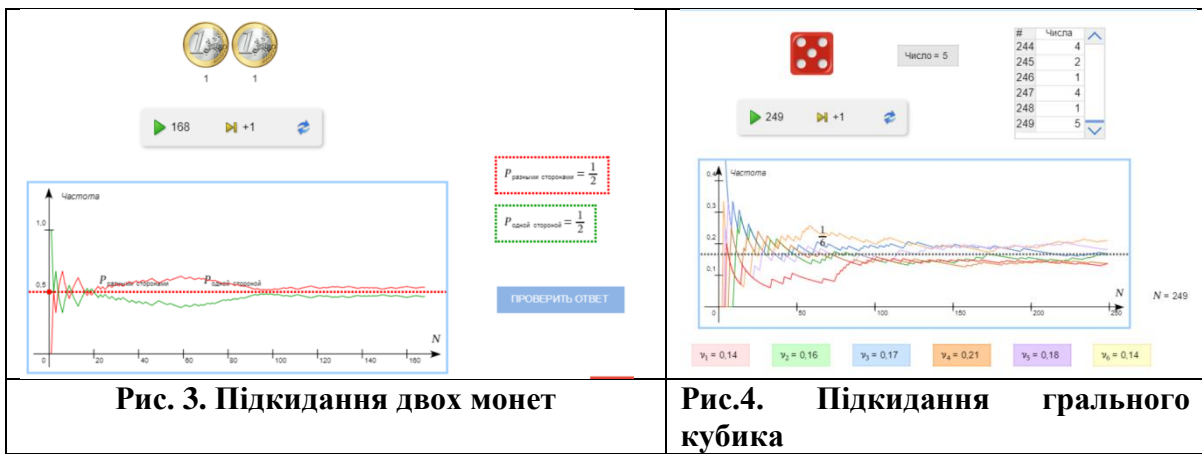 1 1
168 +1
P разными сторонами = 1/2
P одной стороной = 1/2
Частота
1,0
0,5
P разными сторонами P одной стороной
N
0 20 40 60 80 100 120 140 160
ПРОВЕРИТЬ ОТВЕТ
Рис. 3. Підкидання двох монет
Число = 5
# Числа
244 4
245 2
246 1
247 4
248 1
249 5
249 +1
0,4 Частота
0,3
1/6
0,2
0,1
N
0 50 100 150 200 250
N = 249
ν1 = 0,14 ν2 = 0,16 ν3 = 0,17 ν4 = 0,21 ν5 = 0,18 ν6 = 0,14
Рис.4. Підкидання грального
кубика